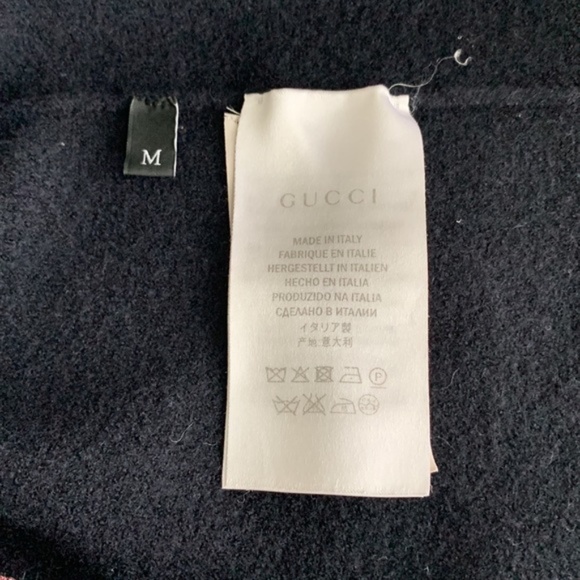 M
GUCCI
MADE IN ITALY
FABRIQUE EN ITALIE
HERGESTELLT IN ITALIEN
HECHO EN ITALIA
PRODUZIDO NA ITALIA
СДЕЛАНО В ИТАЛИИ
イタリア製
产地:意大利
P